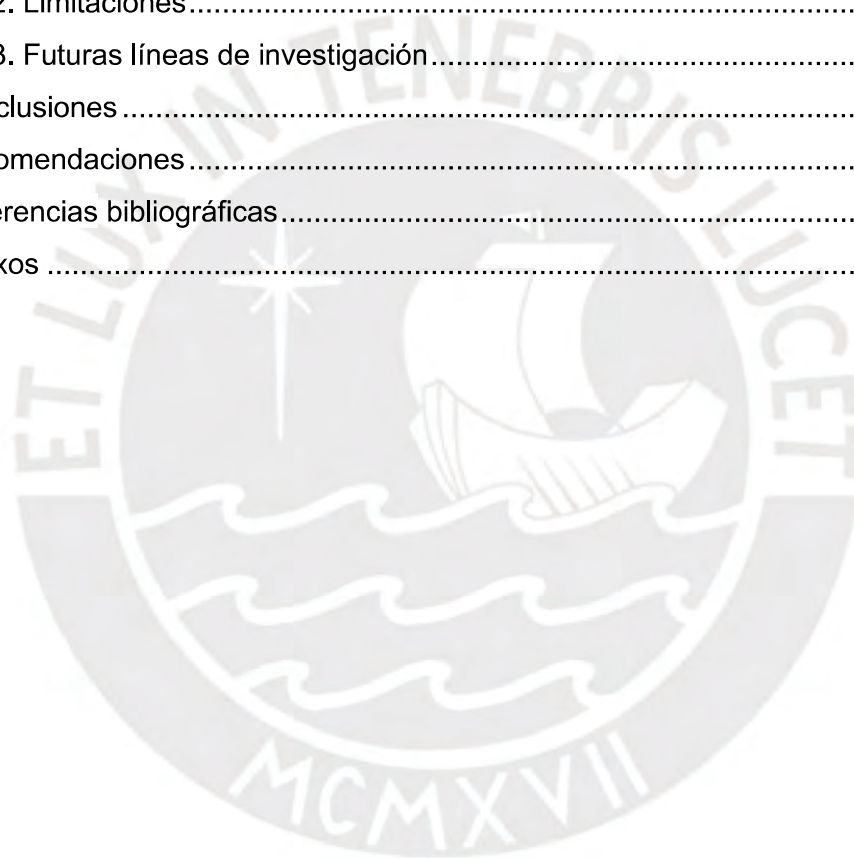 2. Limitaciones..........................................................................
3. Futuras líneas de investigación...............................................
clusiones....................................................................................
omendaciones............................................................................
erencias bibliográficas.................................................................
xos.............................................................................................
ET LUX IN TENEBRIS LUCET
MCMXVII